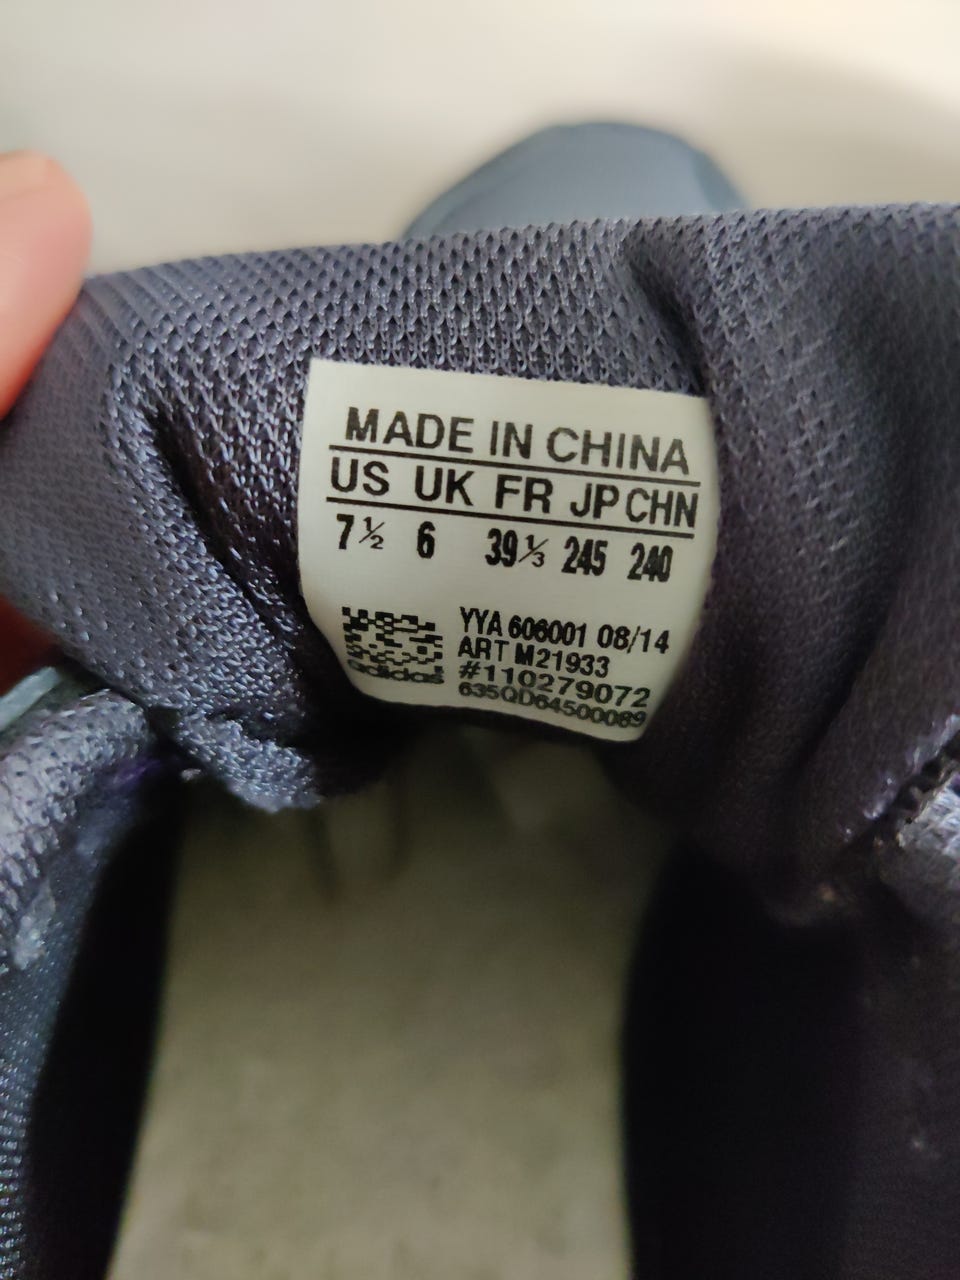 MADE IN CHINA
US UK FR JP CHN
7½ 6 39⅓ 245 240
YYA 606001 08/14
ART M21933
#110279072
635QD64500089
adidas